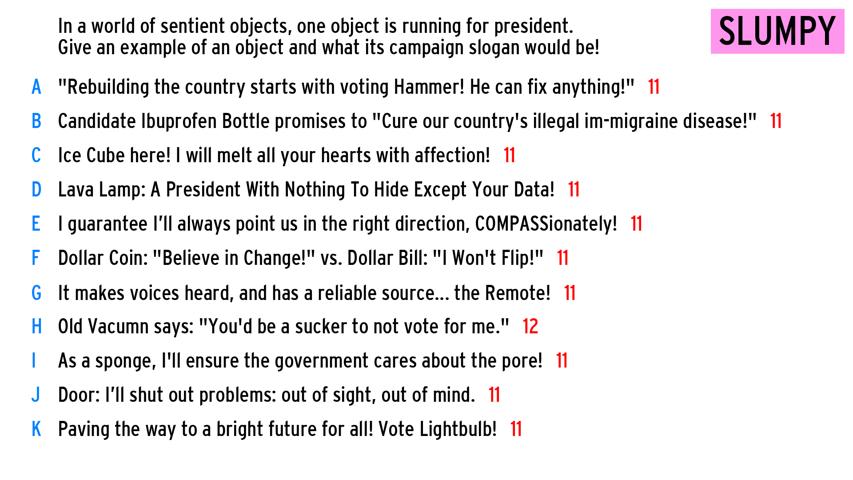 In a world of sentient objects, one object is running for president.
Give an example of an object and what its campaign slogan would be!
SLUMPY
A "Rebuilding the country starts with voting Hammer! He can fix anything!" 11
B Candidate Ibuprofen Bottle promises to "Cure our country's illegal im-migraine disease!" 11
C Ice Cube here! I will melt all your hearts with affection! 11
D Lava Lamp: A President With Nothing To Hide Except Your Data! 11
E I guarantee I’ll always point us in the right direction, COMPASSionately! 11
F Dollar Coin: "Believe in Change!" vs. Dollar Bill: "I Won't Flip!" 11
G It makes voices heard, and has a reliable source... the Remote! 11
H Old Vacumn says: "You'd be a sucker to not vote for me." 12
I As a sponge, I'll ensure the government cares about the pore! 11
J Door: I’ll shut out problems: out of sight, out of mind. 11
K Paving the way to a bright future for all! Vote Lightbulb! 11